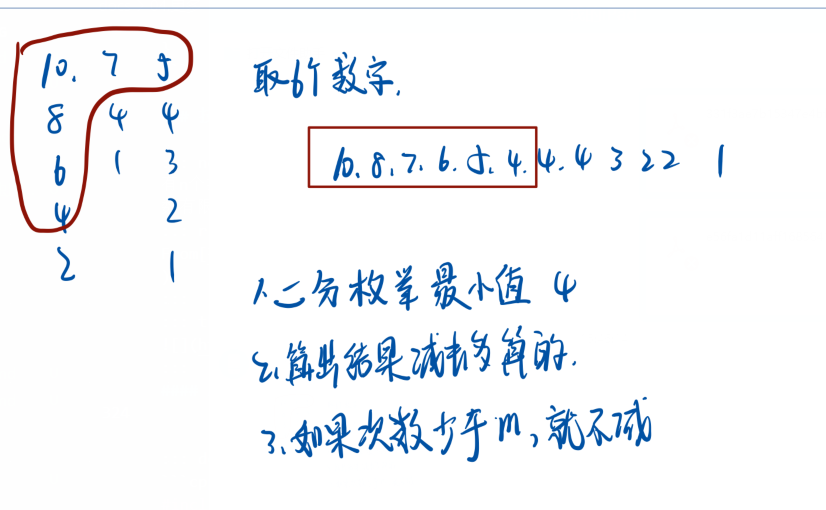 10. 7 5
8 4 4
6 1 3
4 2
2 1
取6个数字.
10.8.7.6.5.4.4.4 3 2 2 1
1.二分枚举最小值 4
2.算出结果减去多算的.
3.如果次数少于m,就不减